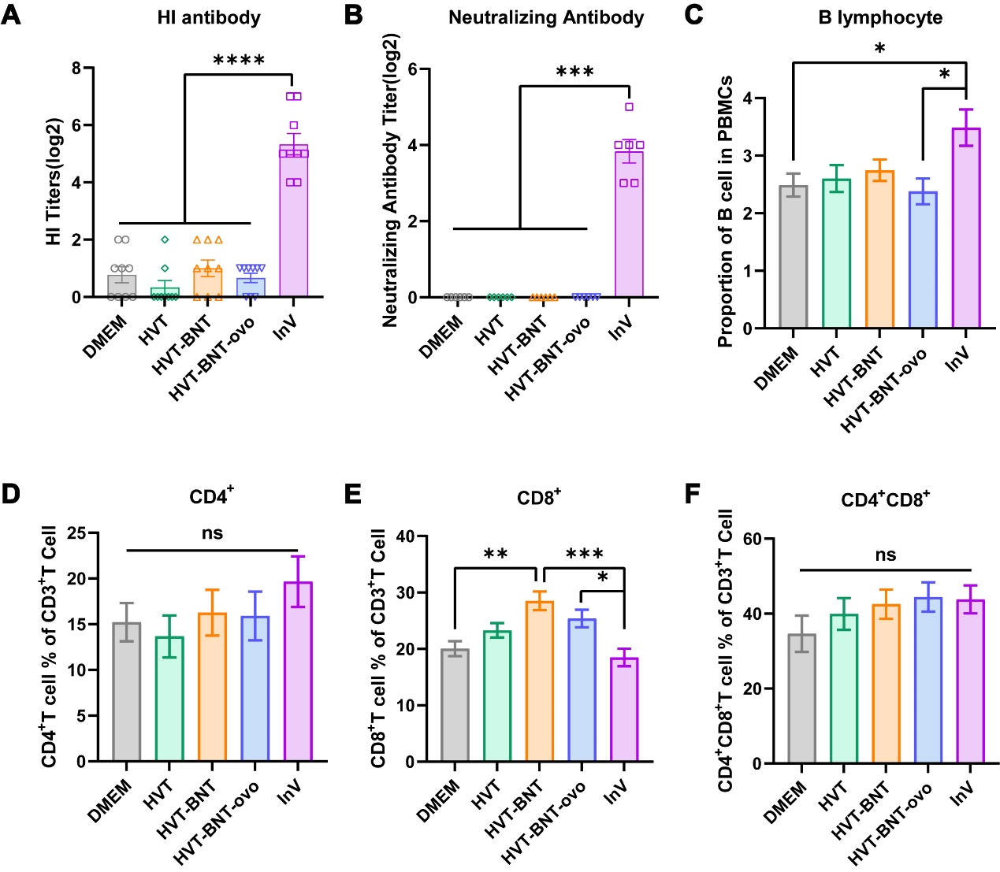 A
HI antibody
HI Titers(log2)
8
6
4
2
0
****
DMEM
HVT
HVT-BNT
HVT-BNT-ovo
InV
B
Neutralizing Antibody
Neutralizing Antibody Titer(log2)
6
4
2
0
***
DMEM
HVT
HVT-BNT
HVT-BNT-ovo
InV
C
B lymphocyte
Proportion of B cell in PBMCs
4
3
2
1
0
*
*
DMEM
HVT
HVT-BNT
HVT-BNT-ovo
InV
D
CD4⁺
CD4⁺T cell % of CD3⁺T Cell
25
20
15
10
5
0
ns
DMEM
HVT
HVT-BNT
HVT-BNT-ovo
InV
E
CD8⁺
CD8⁺T cell % of CD3⁺T Cell
40
30
20
10
0
**
***
*
DMEM
HVT
HVT-BNT
HVT-BNT-ovo
InV
F
CD4⁺CD8⁺
CD4⁺CD8⁺T cell % of CD3⁺T Cell
60
40
20
0
ns
DMEM
HVT
HVT-BNT
HVT-BNT-ovo
InV